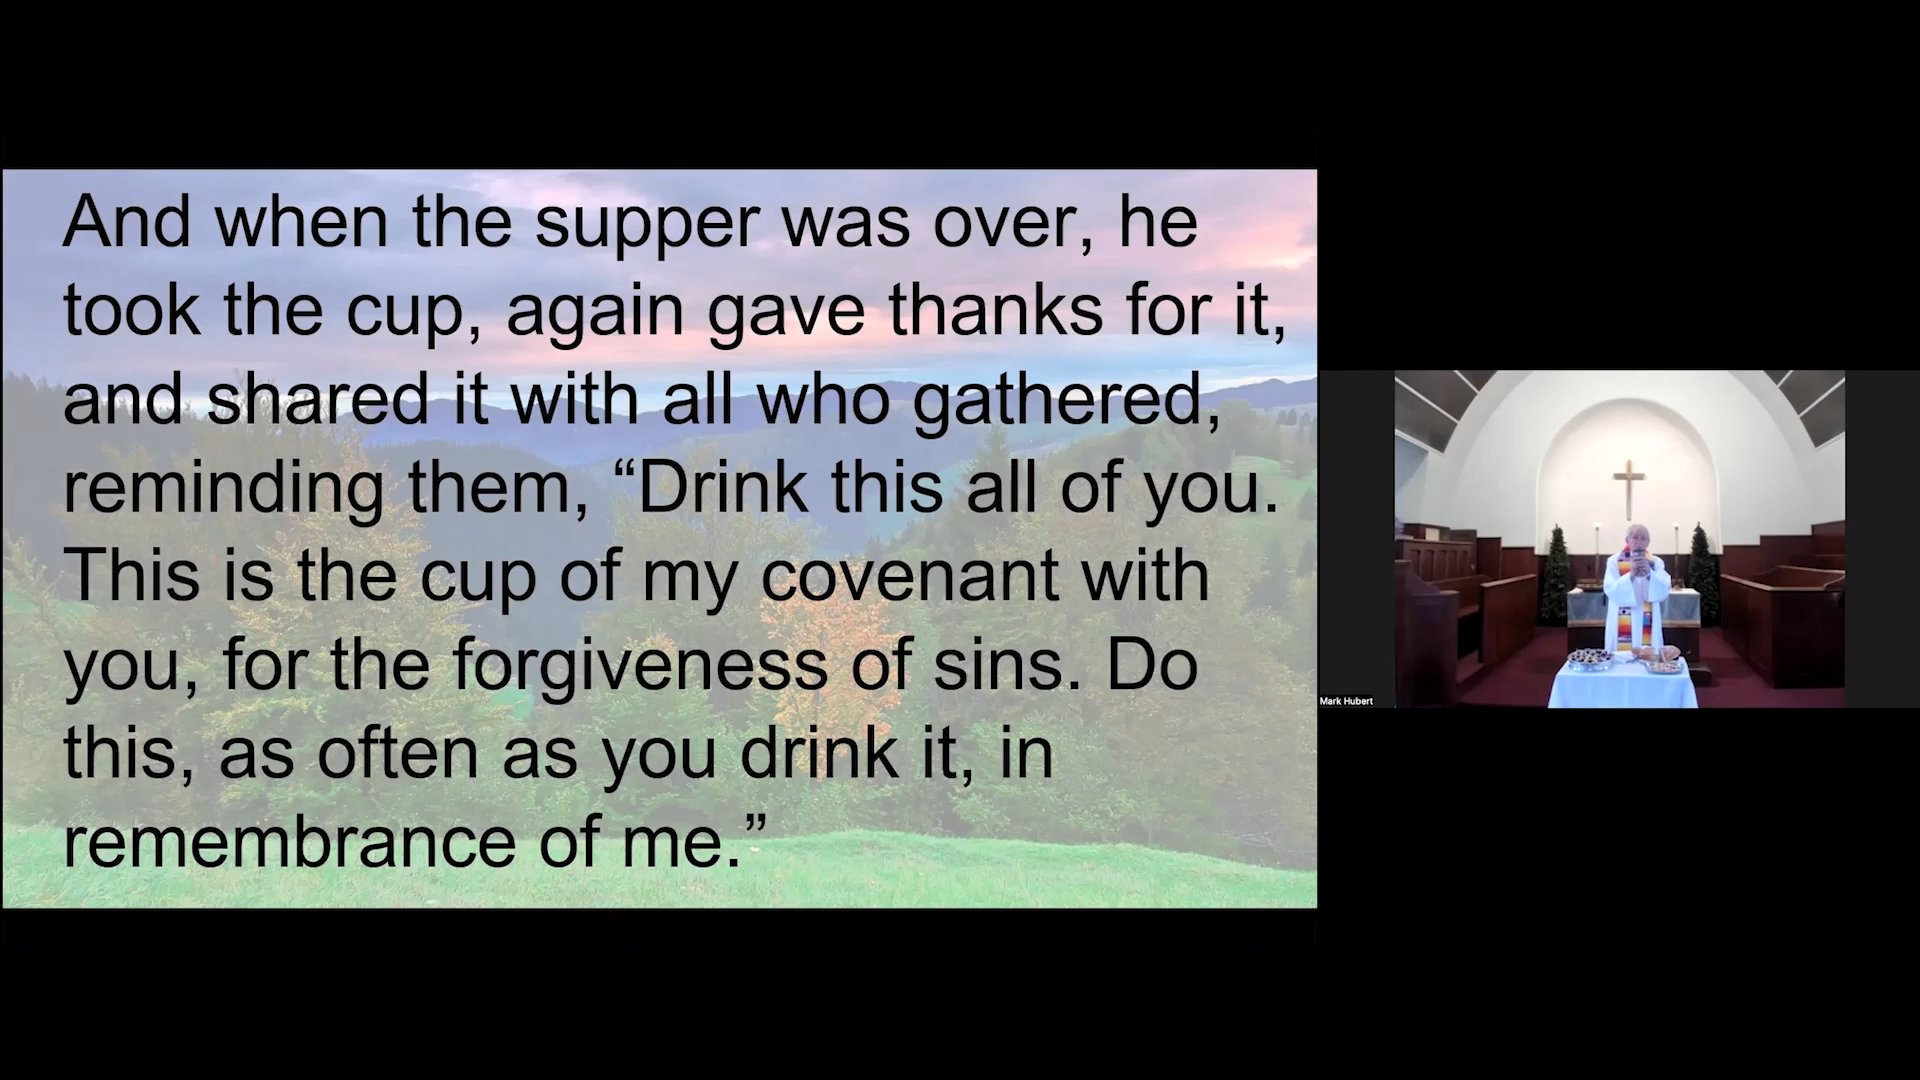 And when the supper was over, he
took the cup, again gave thanks for it,
and shared it with all who gathered,
reminding them, “Drink this all of you.
This is the cup of my covenant with
you, for the forgiveness of sins. Do
this, as often as you drink it, in
remembrance of me.”
Mark Hubert